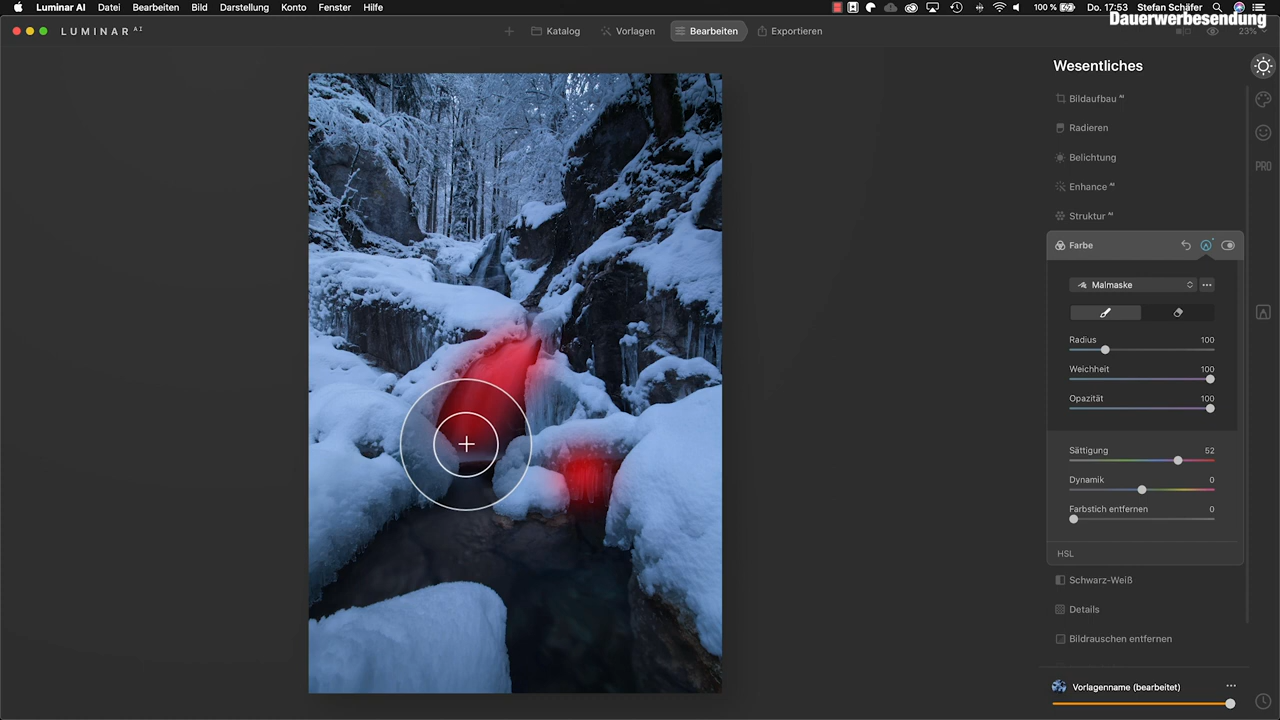 Luminar AI Datei Bearbeiten Bild Darstellung Konto Fenster Hilfe 100 % Do. 17:53 Stefan Schäfer
Dauerwerbesendung
LUMINAR AI Katalog Vorlagen Bearbeiten Exportieren 23%
Wesentliches
Bildaufbau AI
Radieren
Belichtung
PRO
Enhance AI
Struktur AI
Farbe
Malmaske
Radius 100
Weichheit 100
Opazität 100
Sättigung 52
Dynamik 0
Farbstich entfernen 0
HSL
Schwarz-Weiß
Details
Bildrauschen entfernen
Vorlagenname (bearbeitet)